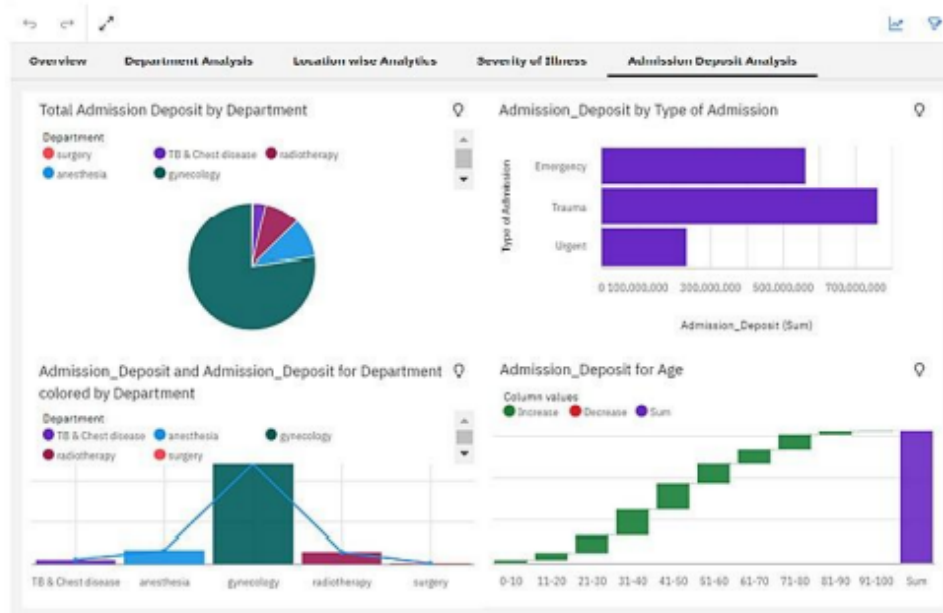 Overview Department Analysis Location wise Analytics Severity of Illness Admission Deposit Analysis
Total Admission Deposit by Department
Department
surgery TB & Chest disease radiotherapy
anesthesia gynecology
Admission_Deposit by Type of Admission
Type of Admission
Emergency
Trauma
Urgent
0 100,000,000 300,000,000 500,000,000 700,000,000
Admission_Deposit (Sum)
Admission_Deposit and Admission_Deposit for Department
colored by Department
Department
TB & Chest disease anesthesia gynecology
radiotherapy surgery
TB & Chest disease anesthesia gynecology radiotherapy surgery
Admission_Deposit for Age
Column values
Increase Decrease Sum
0-10 11-20 21-30 31-40 41-50 51-60 61-70 71-80 81-90 91-100 Sum